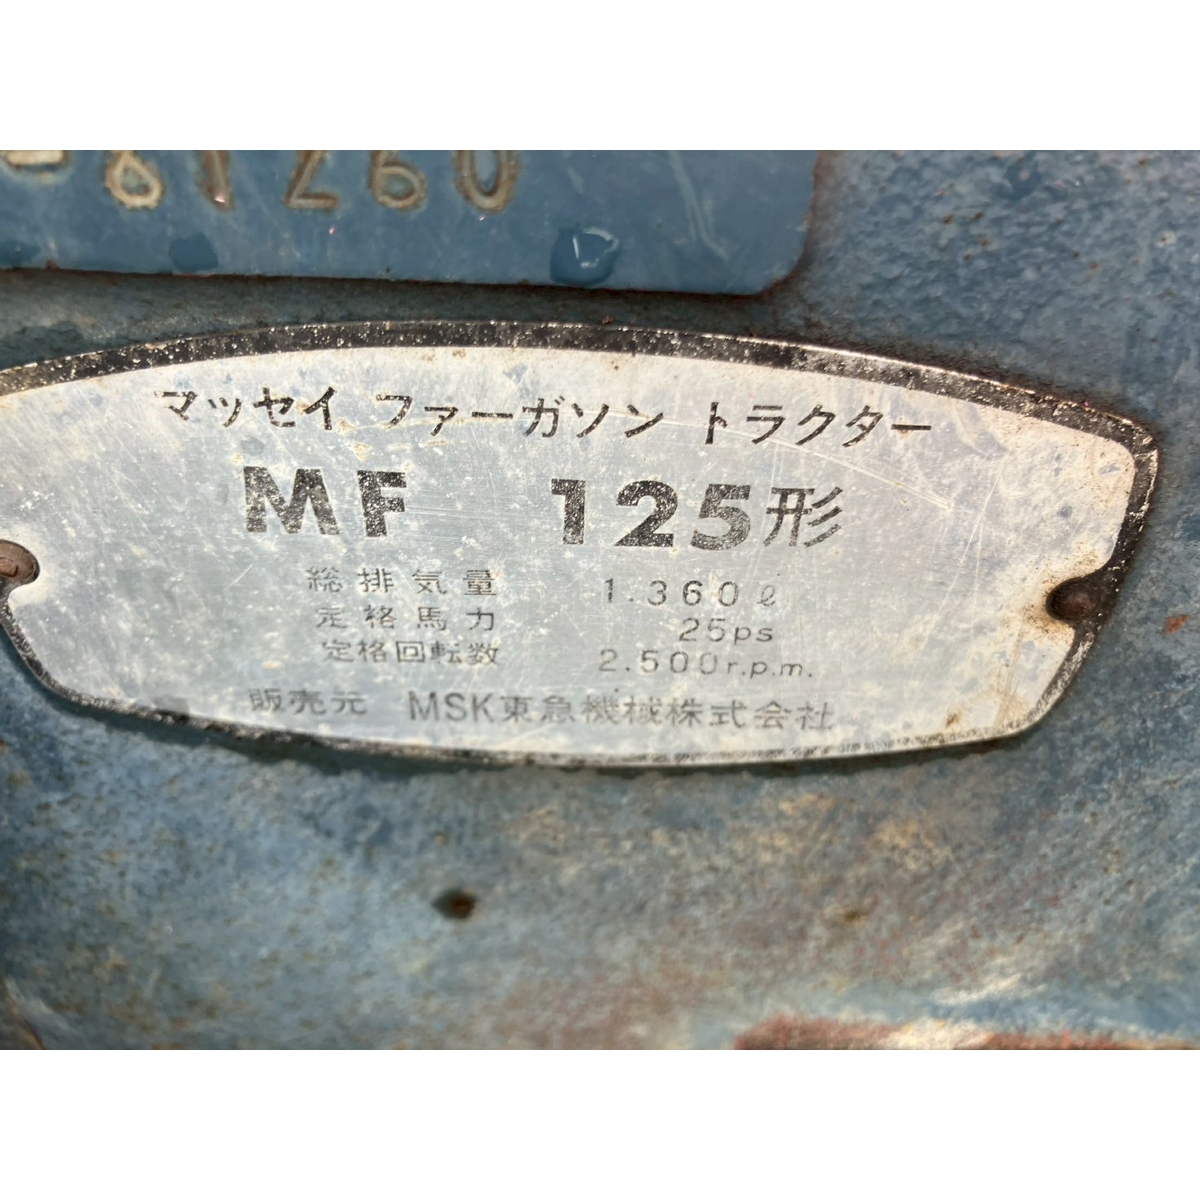 -61260
マッセイ ファーガソン トラクター
MF 125形
総排気量 1.360ℓ
定格馬力 25ps
定格回転数 2.500r.p.m.
販売元 MSK東急機械株式会社